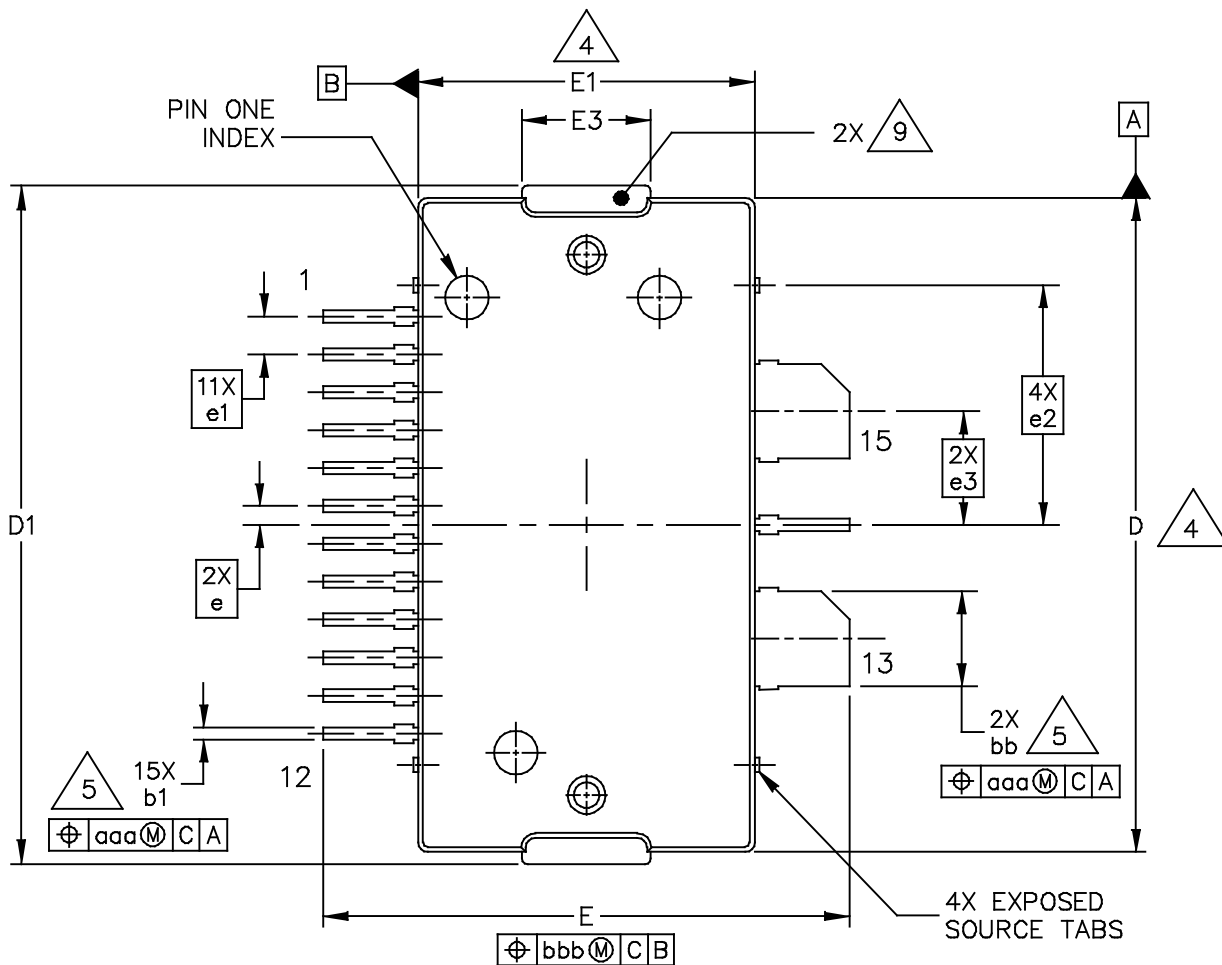 4
B
E1
A
PIN ONE
INDEX
E3
2X 9
1
11X
e1
4X
e2
15
2X
e3
D1
D 4
2X
e
13
2X
bb 5
5 15X
b1
12
⌖ aaa Ⓜ C A
⌖ aaa Ⓜ C A
4X EXPOSED
SOURCE TABS
E
⌖ bbb Ⓜ C B